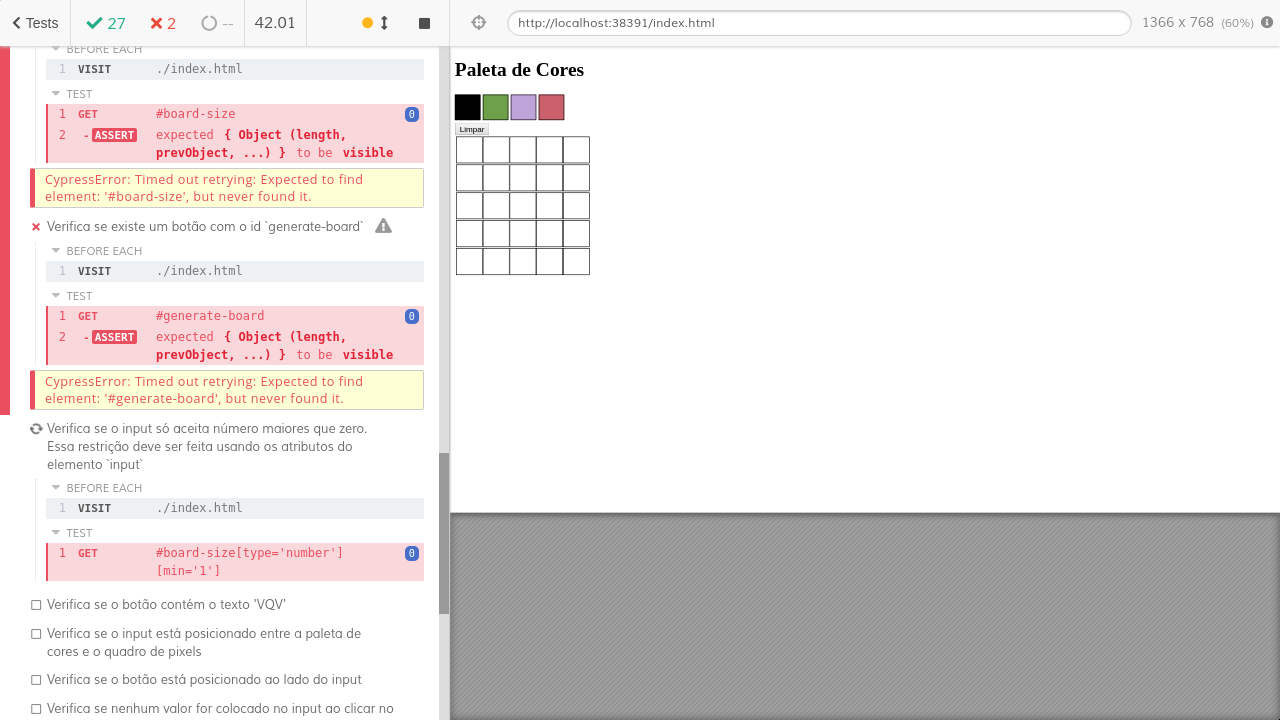 Tests
27
2
--
42.01
http://localhost:38391/index.html
1366 x 768 (60%)
BEFORE EACH
1 VISIT ./index.html
TEST
1 GET #board-size 0
2 -ASSERT expected { Object (length,
prevObject, ...) } to be visible
CypressError: Timed out retrying: Expected to find
element: '#board-size', but never found it.
Verifica se existe um botão com o id `generate-board`
BEFORE EACH
1 VISIT ./index.html
TEST
1 GET #generate-board 0
2 -ASSERT expected { Object (length,
prevObject, ...) } to be visible
CypressError: Timed out retrying: Expected to find
element: '#generate-board', but never found it.
Verifica se o input só aceita número maiores que zero.
Essa restrição deve ser feita usando os atributos do
elemento `input`
BEFORE EACH
1 VISIT ./index.html
TEST
1 GET #board-size[type='number'] 0
[min='1']
Verifica se o botão contém o texto 'VQV'
Verifica se o input está posicionado entre a paleta de
cores e o quadro de pixels
Verifica se o botão está posicionado ao lado do input
Verifica se nenhum valor for colocado no input ao clicar no
Paleta de Cores
Limpar